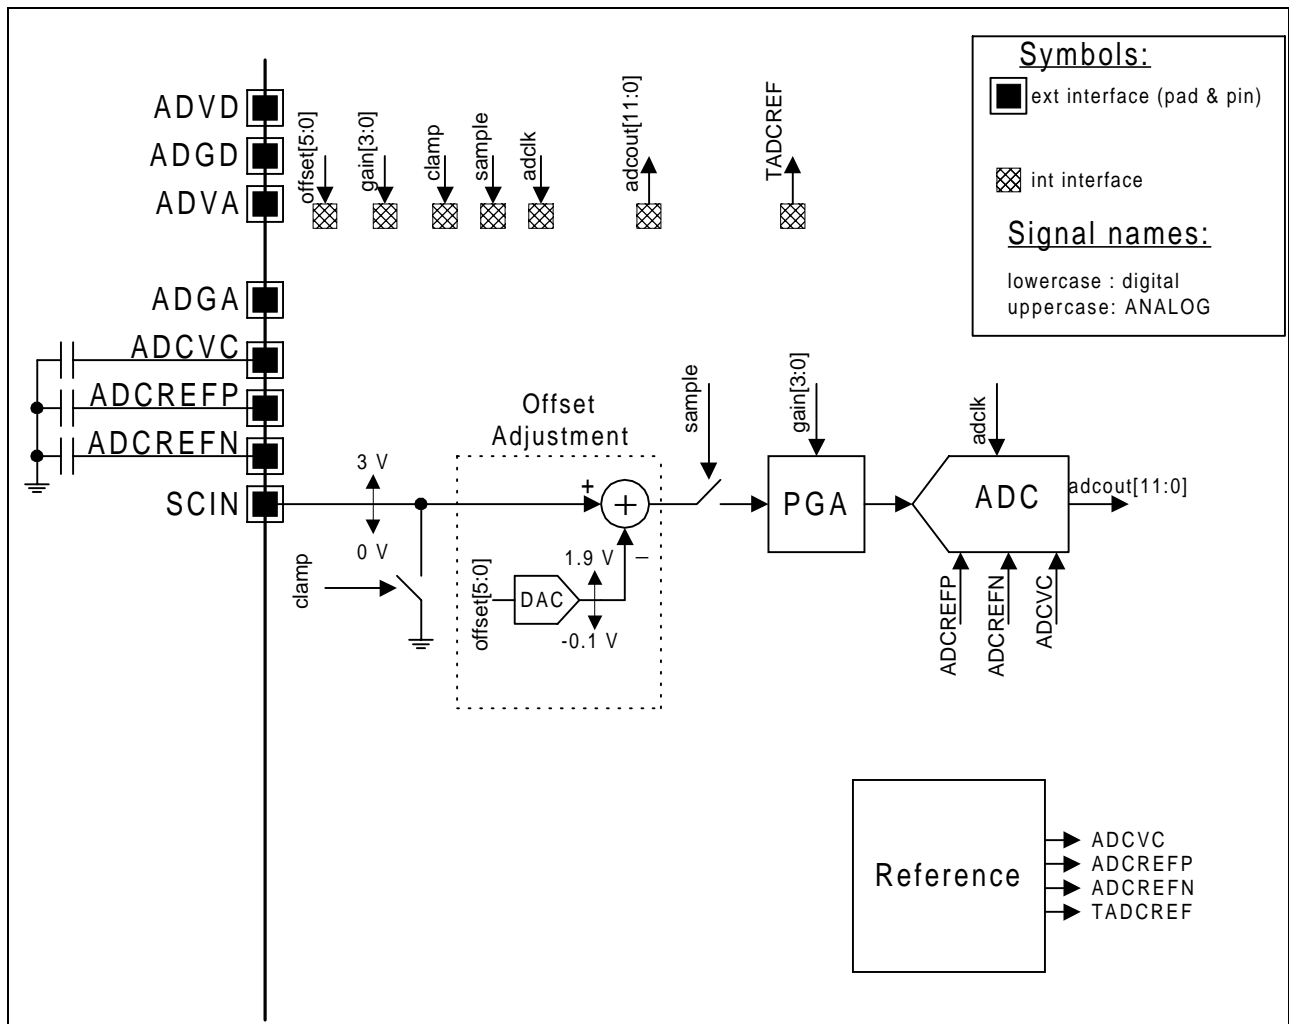 Symbols:
ext interface (pad & pin)
int interface
Signal names:
lowercase : digital
uppercase: ANALOG
ADVD
ADGD
ADVA
ADGA
ADCVC
ADCREFP
ADCREFN
SCIN
offset[5:0]
gain[3:0]
clamp
sample
adclk
adcout[11:0]
TADCREF
3 V
0 V
clamp
Offset
Adjustment
+
+
–
offset[5:0]
DAC
1.9 V
-0.1 V
sample
gain[3:0]
PGA
adclk
ADC
adcout[11:0]
ADCREFP
ADCREFN
ADCVC
Reference
ADCVC
ADCREFP
ADCREFN
TADCREF